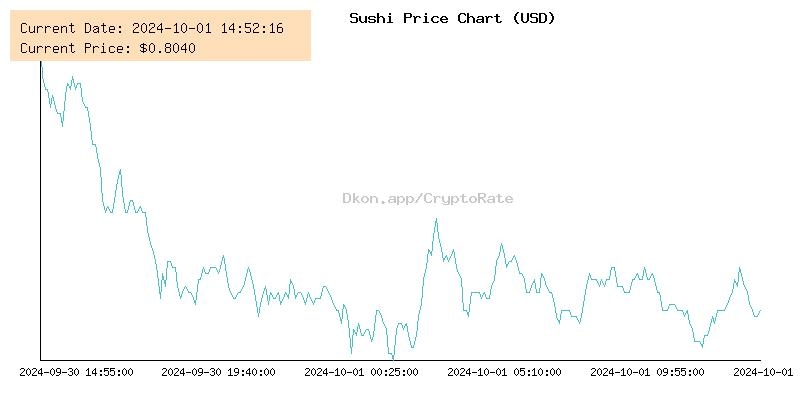 Sushi Price Chart (USD)
Current Date: 2024-10-01 14:52:16
Current Price: $0.8040
Dkon.app/CryptoRate
2024-09-30 14:55:00
2024-09-30 19:40:00
2024-10-01 00:25:00
2024-10-01 05:10:00
2024-10-01 09:55:00
2024-10-01